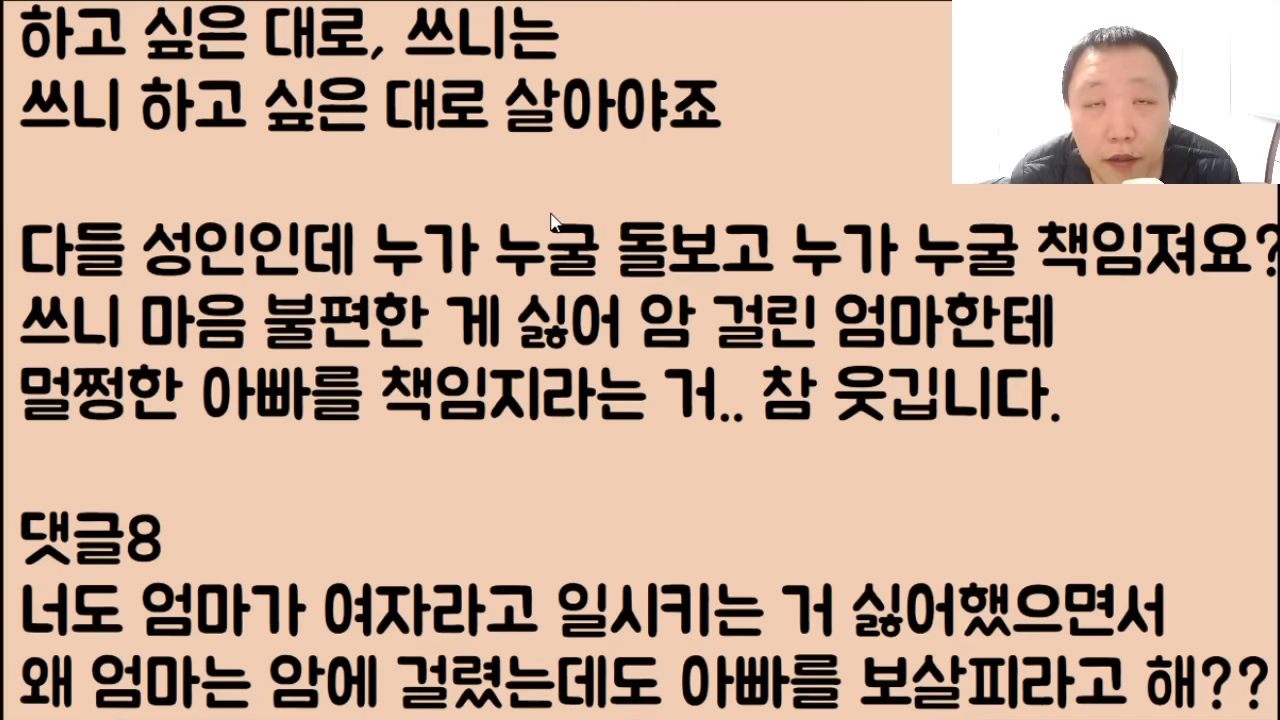 하고 싶은 대로, 쓰니는
쓰니 하고 싶은 대로 살아야죠
다들 성인인데 누가 누굴 돌보고 누가 누굴 책임져요?
쓰니 마음 불편한 게 싫어 암 걸린 엄마한테
멀쩡한 아빠를 책임지라는 거.. 참 웃깁니다.
댓글8
너도 엄마가 여자라고 일시키는 거 싫어했으면서
왜 엄마는 암에 걸렸는데도 아빠를 보살피라고 해??